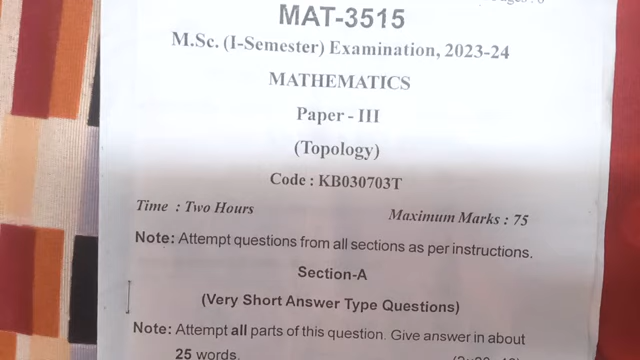 MAT-3515
M.Sc. (I-Semester) Examination, 2023-24
MATHEMATICS
Paper - III
(Topology)
Code : KB030703T
Time : Two Hours Maximum Marks : 75
Note: Attempt questions from all sections as per instructions.
Section-A
(Very Short Answer Type Questions)
Note: Attempt all parts of this question. Give answer in about
25 words.